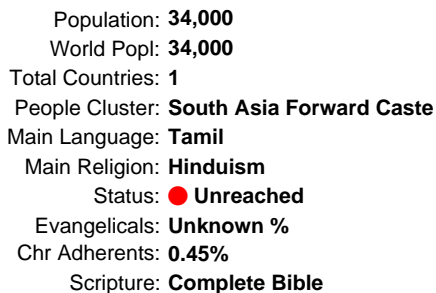 Population: 34,000
World Popl: 34,000
Total Countries: 1
People Cluster: South Asia Forward Caste
Main Language: Tamil
Main Religion: Hinduism
Status: Unreached
Evangelicals: Unknown %
Chr Adherents: 0.45%
Scripture: Complete Bible